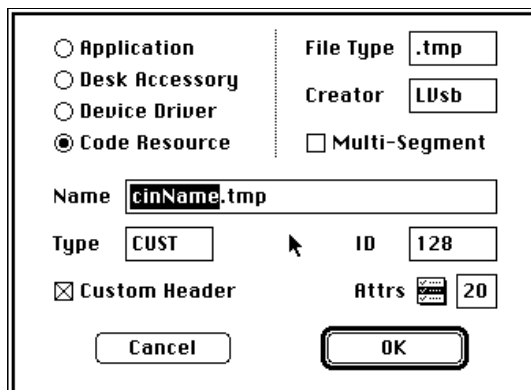 Application
File Type .tmp
Desk Accessory
Creator LVsb
Device Driver
Code Resource
Multi-Segment
Name cinName.tmp
Type CUST
ID 128
Custom Header
Attrs 20
Cancel
OK